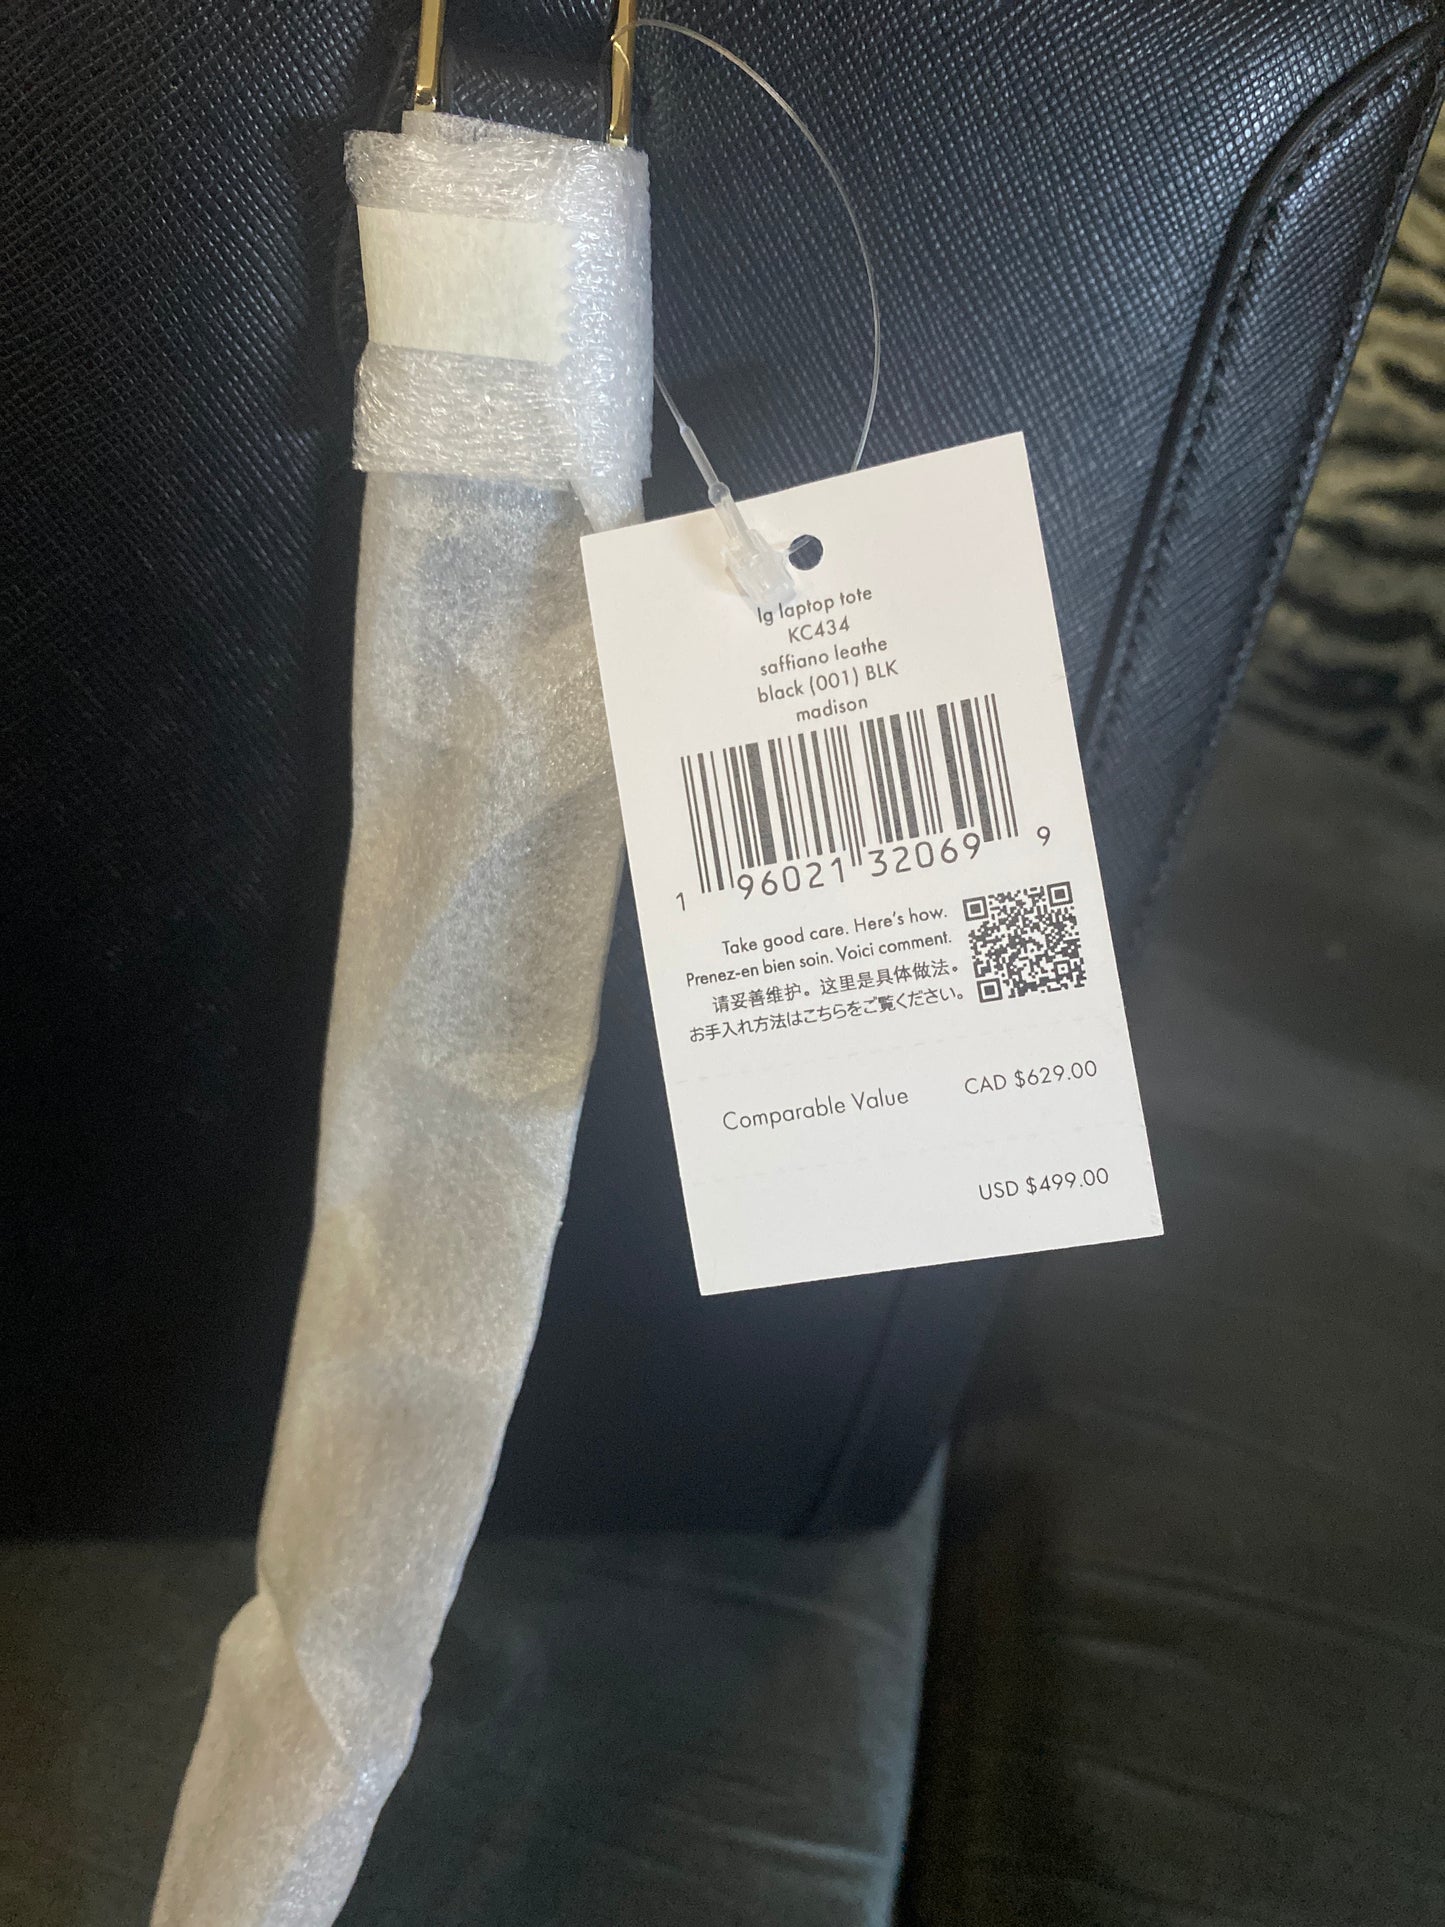 lg laptop tote
KC434
saffiano leathe
black (001) BLK
madison
1 96021 32069 9
Take good care. Here's how.
Prenez-en bien soin. Voici comment.
请妥善维护。这里是具体做法。
お手入れ方法はこちらをご覧ください。
Comparable Value CAD $629.00
USD $499.00